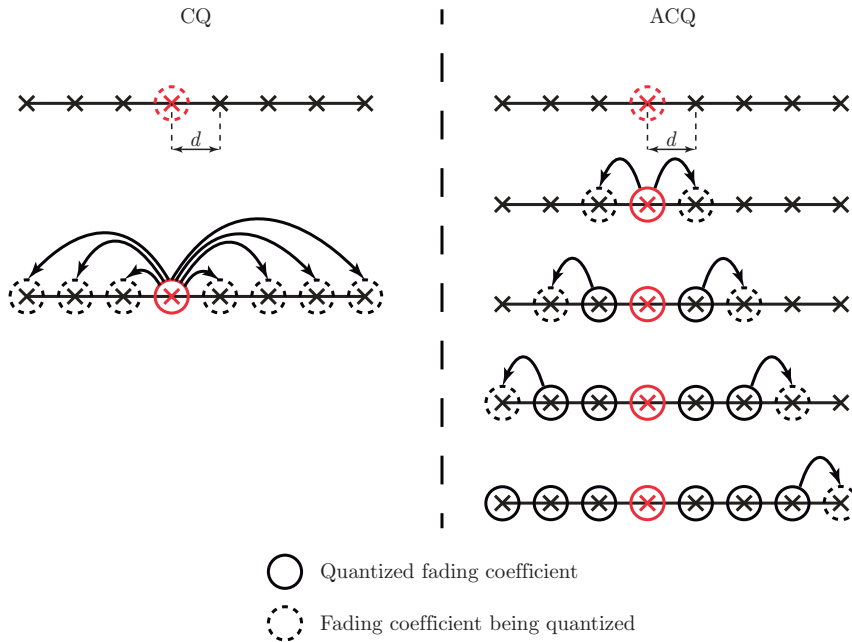 CQ
ACQ
d
d
Quantized fading coefficient
Fading coefficient being quantized